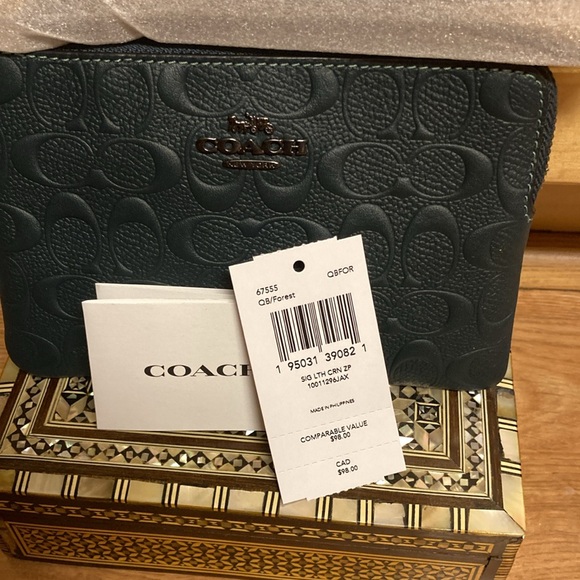 COACH
NEW YORK
67555 QBFOR
QB/Forest
1 95031 39082 1
SIG LTH CRN ZP
10011296JAX
MADE IN PHILIPPINES
COMPARABLE VALUE
$98.00
CAD
$98.00
COACH